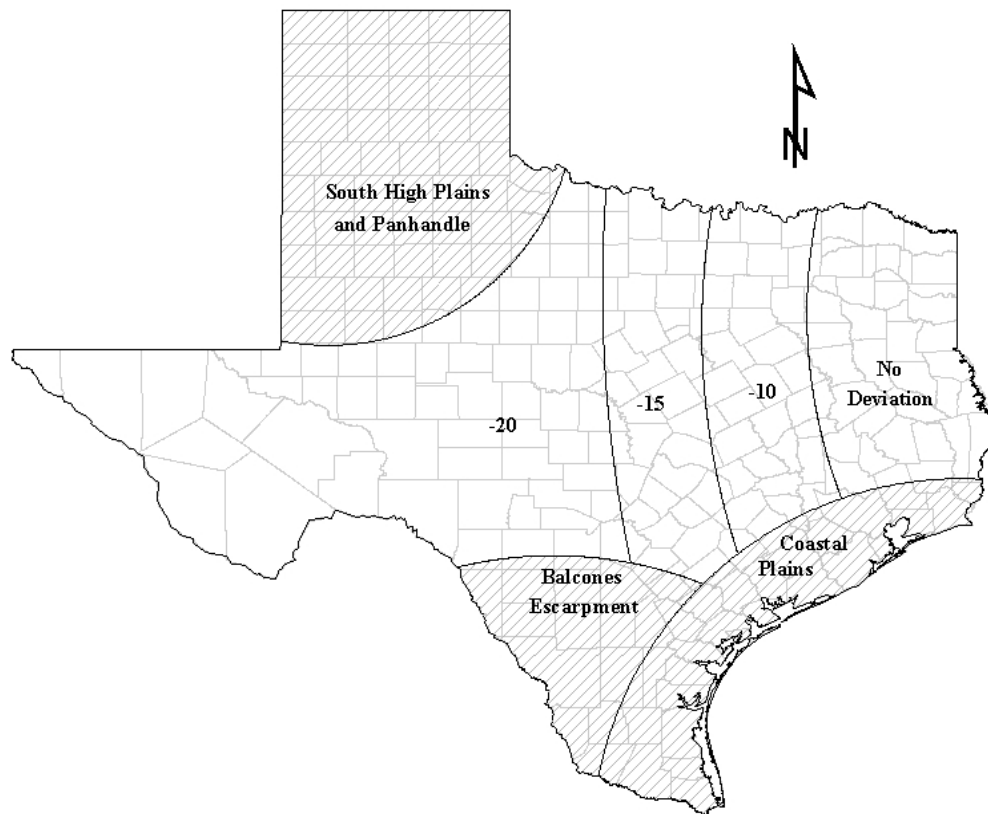 N
South High Plains
and Panhandle
No
Deviation
-10
-15
-20
Coastal
Plains
Balcones
Escarpment